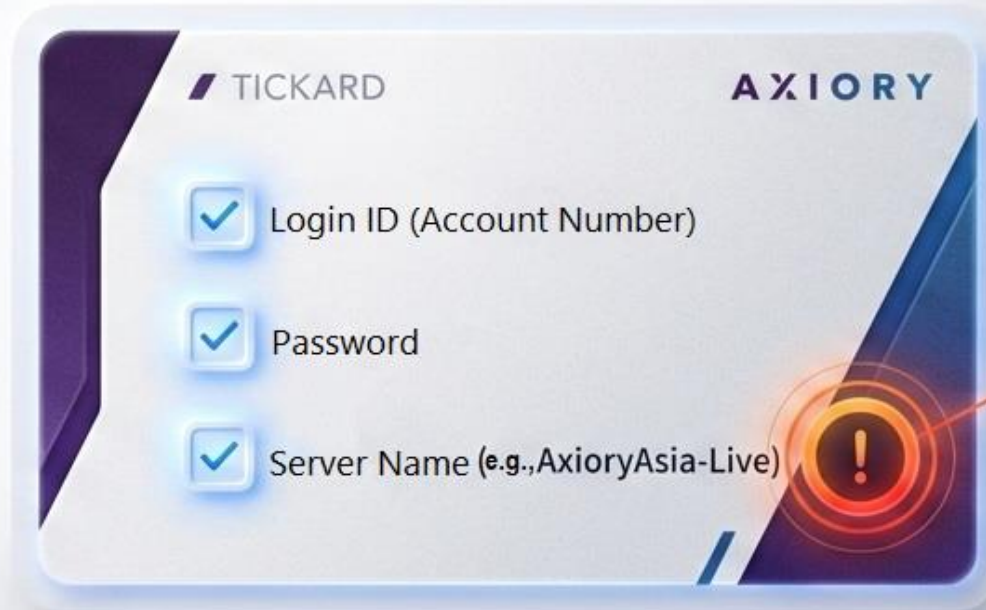 TICKARD
AXIORY
Login ID (Account Number)
Password
Server Name (e.g.,AxioryAsia-Live)
!